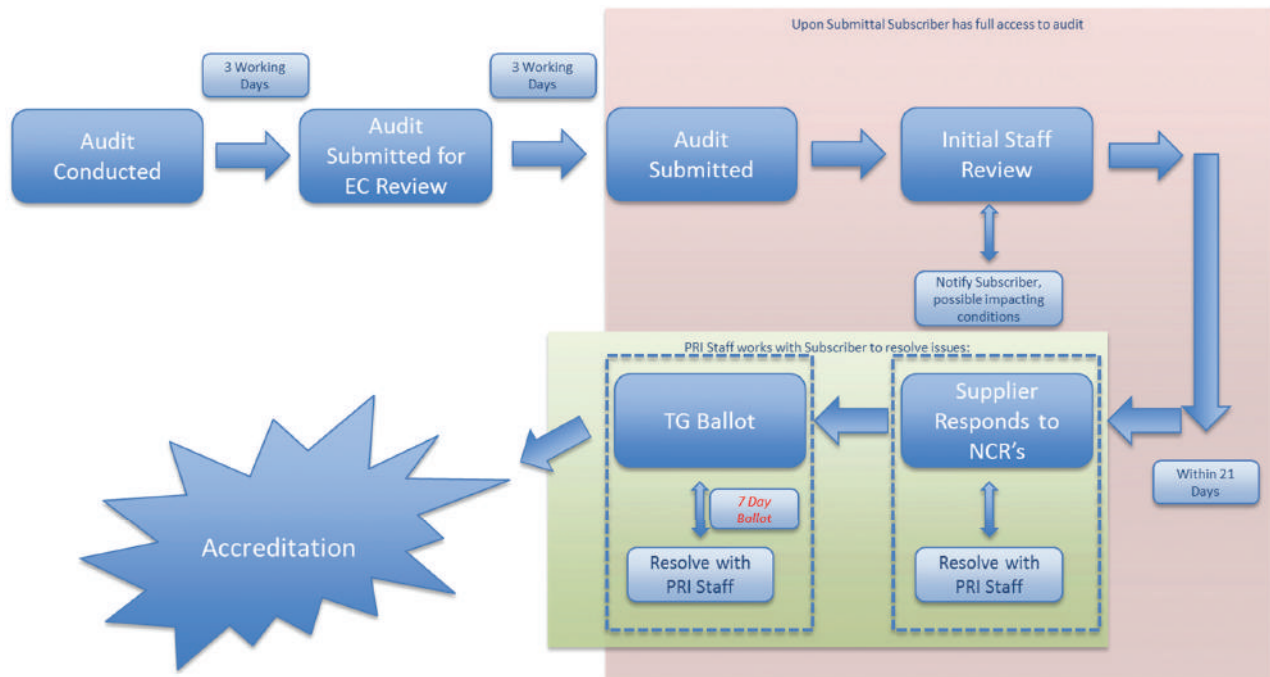 Upon Submittal Subscriber has full access to audit
3 Working
Days
3 Working
Days
Audit
Conducted
Audit
Submitted for
EC Review
Audit
Submitted
Initial Staff
Review
Notify Subscriber,
possible impacting
conditions
PRI Staff works with Subscriber to resolve issues:
Within 21
Days
Supplier
Responds to
NCR's
Resolve with
PRI Staff
TG Ballot
7 Day
Ballot
Resolve with
PRI Staff
Accreditation